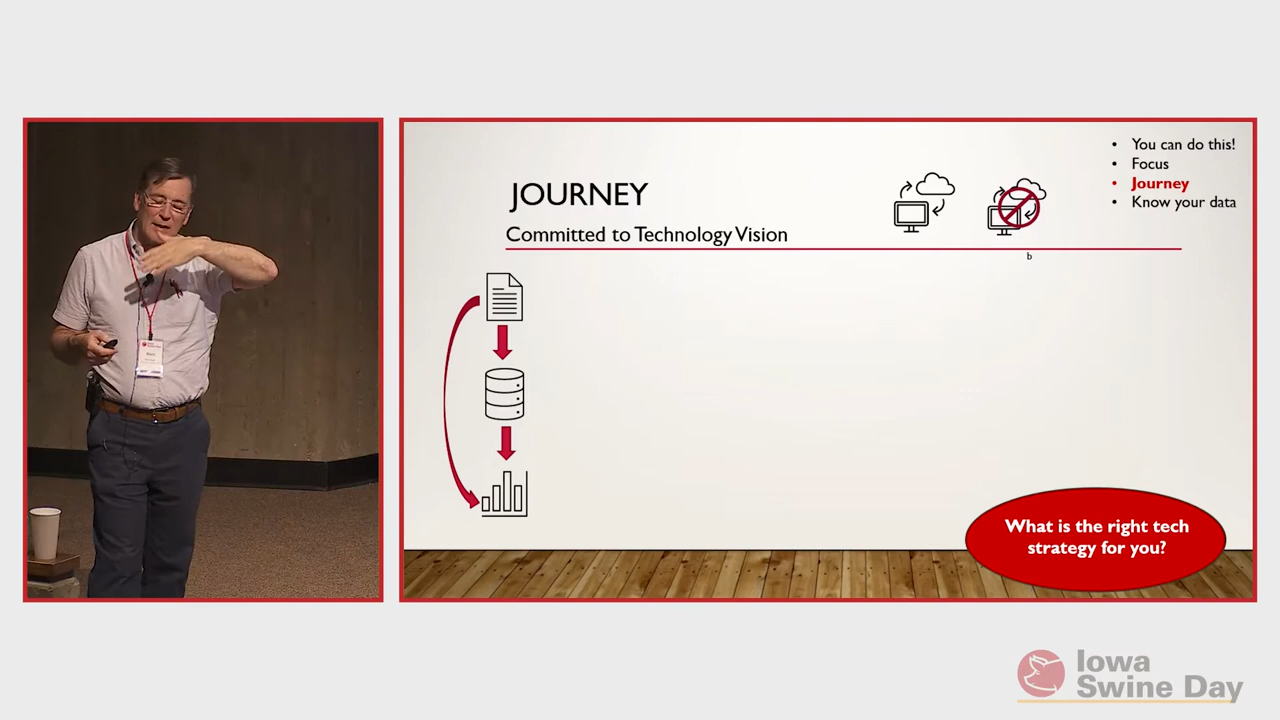 JOURNEY
Committed to Technology Vision
b
• You can do this!
• Focus
• Journey
• Know your data
What is the right tech
strategy for you?
Iowa
Swine Day